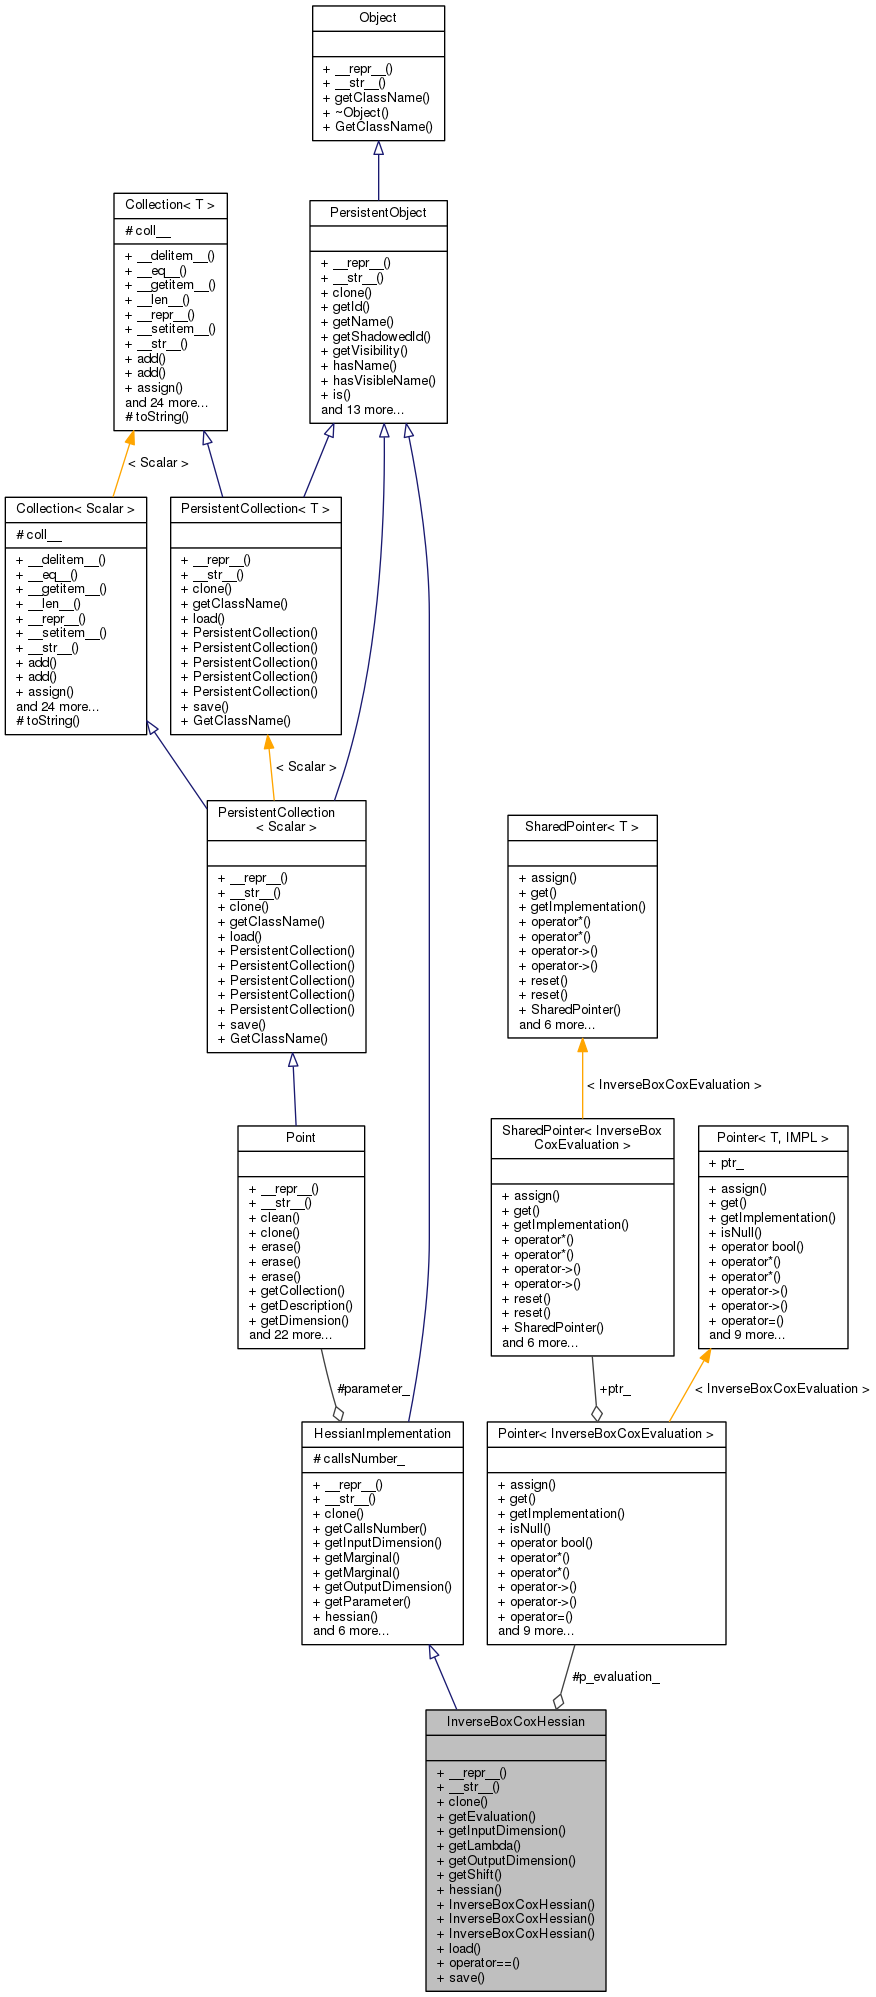 Object
+ __repr__()
+ __str__()
+ getClassName()
+ ~Object()
+ GetClassName()
Collection< T >
# coll__
+ __delitem__()
+ __eq__()
+ __getitem__()
+ __len__()
+ __repr__()
+ __setitem__()
+ __str__()
+ add()
+ add()
+ assign()
and 24 more...
# toString()
PersistentObject
+ __repr__()
+ __str__()
+ clone()
+ getId()
+ getName()
+ getShadowedId()
+ getVisibility()
+ hasName()
+ hasVisibleName()
+ is()
and 13 more...
< Scalar >
Collection< Scalar >
# coll__
+ __delitem__()
+ __eq__()
+ __getitem__()
+ __len__()
+ __repr__()
+ __setitem__()
+ __str__()
+ add()
+ add()
+ assign()
and 24 more...
# toString()
PersistentCollection< T >
+ __repr__()
+ __str__()
+ clone()
+ getClassName()
+ load()
+ PersistentCollection()
+ PersistentCollection()
+ PersistentCollection()
+ PersistentCollection()
+ PersistentCollection()
+ save()
+ GetClassName()
< Scalar >
PersistentCollection
< Scalar >
+ __repr__()
+ __str__()
+ clone()
+ getClassName()
+ load()
+ PersistentCollection()
+ PersistentCollection()
+ PersistentCollection()
+ PersistentCollection()
+ PersistentCollection()
+ save()
+ GetClassName()
SharedPointer< T >
+ assign()
+ get()
+ getImplementation()
+ operator*()
+ operator*()
+ operator->()
+ operator->()
+ reset()
+ reset()
+ SharedPointer()
and 6 more...
< InverseBoxCoxEvaluation >
Point
+ __repr__()
+ __str__()
+ clean()
+ clone()
+ erase()
+ erase()
+ erase()
+ getCollection()
+ getDescription()
+ getDimension()
and 22 more...
SharedPointer< InverseBox
CoxEvaluation >
+ assign()
+ get()
+ getImplementation()
+ operator*()
+ operator*()
+ operator->()
+ operator->()
+ reset()
+ reset()
+ SharedPointer()
and 6 more...
Pointer< T, IMPL >
+ ptr_
+ assign()
+ get()
+ getImplementation()
+ isNull()
+ operator bool()
+ operator*()
+ operator*()
+ operator->()
+ operator->()
+ operator=()
and 9 more...
#parameter_
+ptr_
< InverseBoxCoxEvaluation >
HessianImplementation
# callsNumber_
+ __repr__()
+ __str__()
+ clone()
+ getCallsNumber()
+ getInputDimension()
+ getMarginal()
+ getMarginal()
+ getOutputDimension()
+ getParameter()
+ hessian()
and 6 more...
Pointer< InverseBoxCoxEvaluation >
+ assign()
+ get()
+ getImplementation()
+ isNull()
+ operator bool()
+ operator*()
+ operator*()
+ operator->()
+ operator->()
+ operator=()
and 9 more...
#p_evaluation_
InverseBoxCoxHessian
+ __repr__()
+ __str__()
+ clone()
+ getEvaluation()
+ getInputDimension()
+ getLambda()
+ getOutputDimension()
+ getShift()
+ hessian()
+ InverseBoxCoxHessian()
+ InverseBoxCoxHessian()
+ InverseBoxCoxHessian()
+ load()
+ operator==()
+ save()